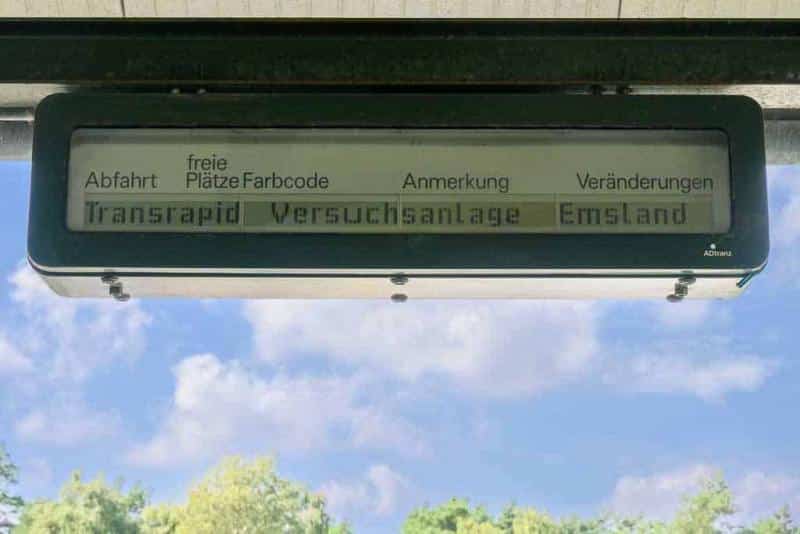 freie
Abfahrt Plätze Farbcode Anmerkung Veränderungen
Transrapid Versuchsanlage Emsland
ADtranz